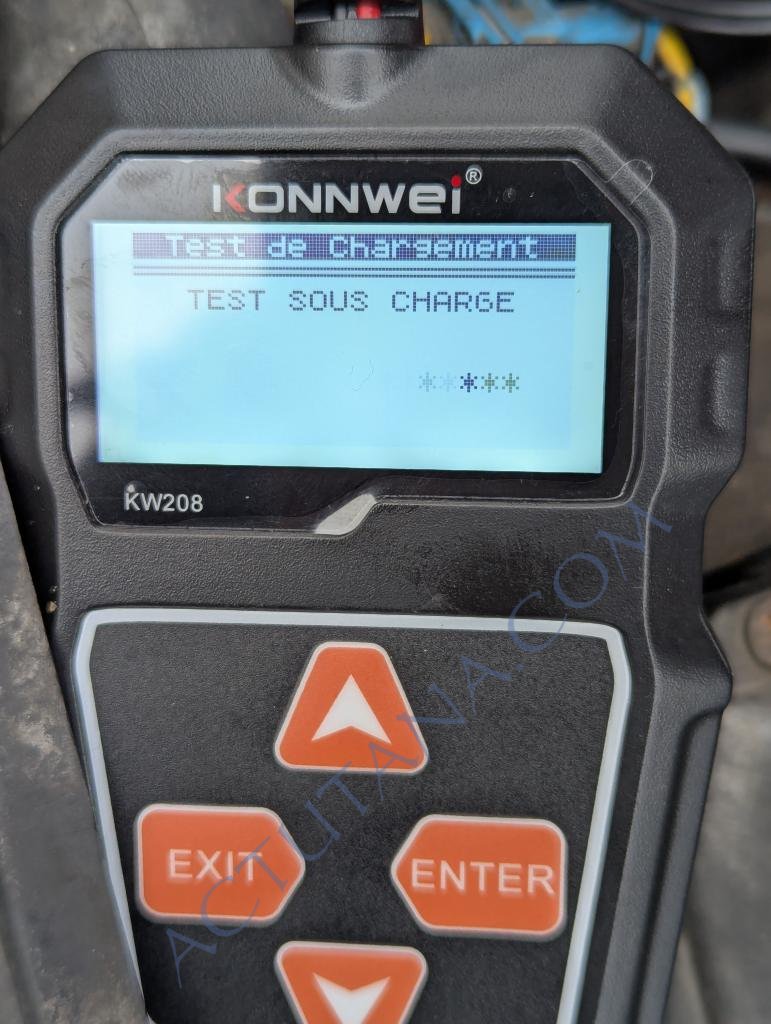 KONNWEI®
Test de Chargement
TEST SOUS CHARGE
*****
KW208
EXIT
ENTER
ACTUTANA.COM